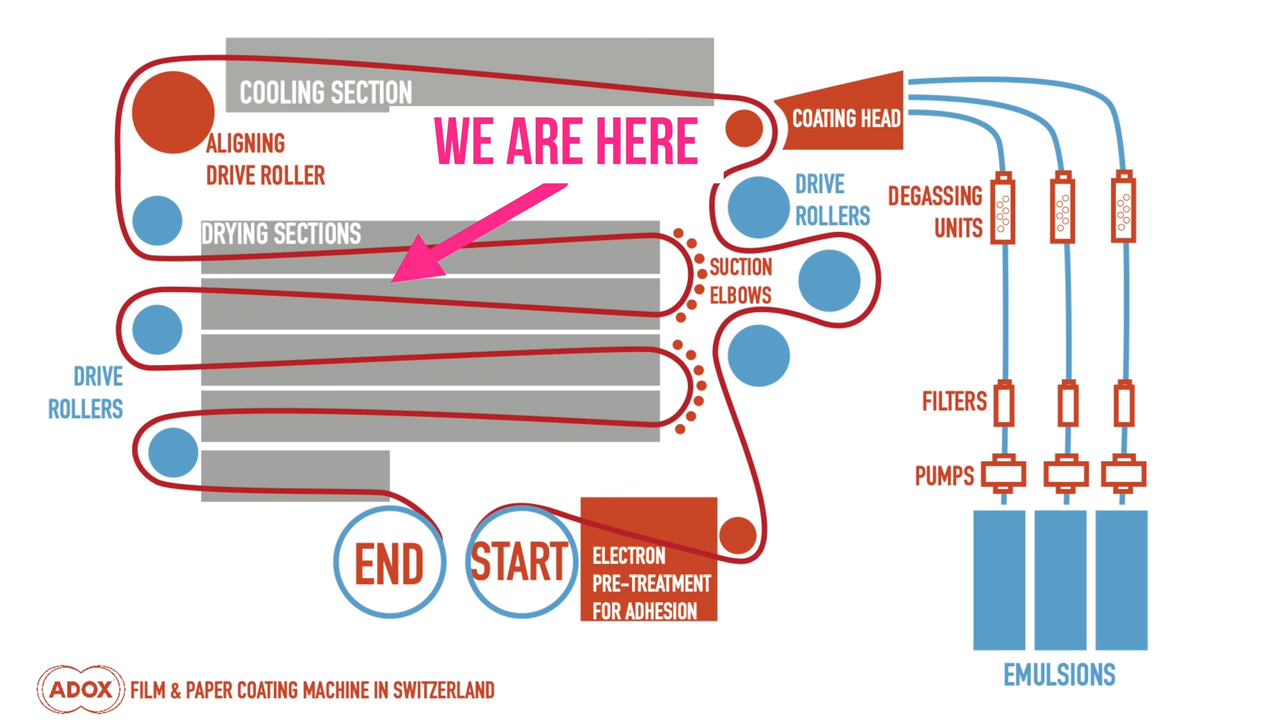 COOLING SECTION
ALIGNING
DRIVE ROLLER
WE ARE HERE
COATING HEAD
DRIVE
ROLLERS
DEGASSING
UNITS
DRYING SECTIONS
SUCTION
ELBOWS
DRIVE
ROLLERS
FILTERS
PUMPS
END
START
ELECTRON
PRE-TREATMENT
FOR ADHESION
EMULSIONS
ADOX FILM & PAPER COATING MACHINE IN SWITZERLAND